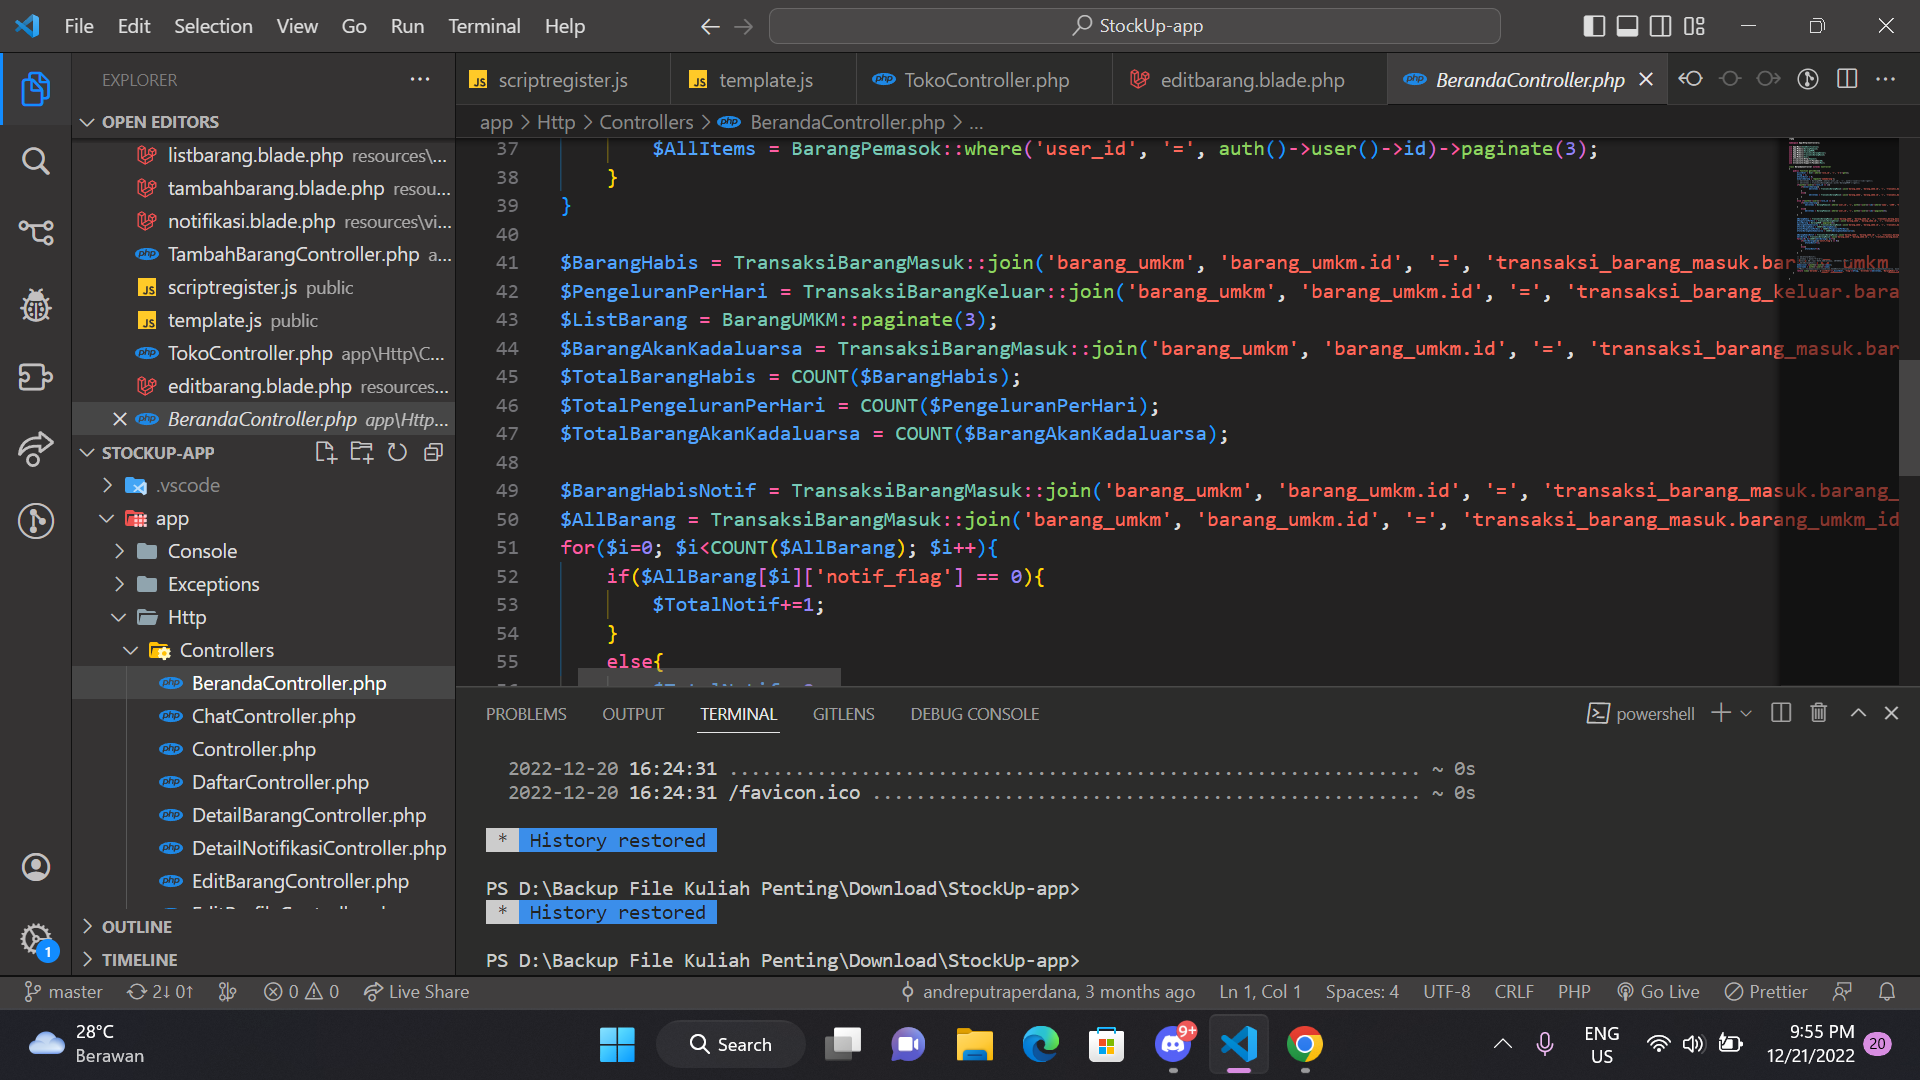 File Edit Selection View Go Run Terminal Help
StockUp-app
EXPLORER
scriptregister.js
template.js
TokoController.php
editbarang.blade.php
BerandaController.php
OPEN EDITORS
app > Http > Controllers > BerandaController.php > ...
listbarang.blade.php resources\...
tambahbarang.blade.php resou...
notifikasi.blade.php resources\vi...
TambahBarangController.php a...
scriptregister.js public
template.js public
TokoController.php app\Http\C...
editbarang.blade.php resources...
BerandaController.php app\Http...
STOCKUP-APP
.vscode
app
Console
Exceptions
Http
Controllers
BerandaController.php
ChatController.php
Controller.php
DaftarController.php
DetailBarangController.php
DetailNotifikasiController.php
EditBarangController.php
OUTLINE
TIMELINE
37 $AllItems = BarangPemasok::where('user_id', '=', auth()->user()->id)->paginate(3);
38 }
39 }
40
41 $BarangHabis = TransaksiBarangMasuk::join('barang_umkm', 'barang_umkm.id', '=', 'transaksi_barang_masuk.barang_umkm_
42 $PengeluranPerHari = TransaksiBarangKeluar::join('barang_umkm', 'barang_umkm.id', '=', 'transaksi_barang_keluar.bara
43 $ListBarang = BarangUMKM::paginate(3);
44 $BarangAkanKadaluarsa = TransaksiBarangMasuk::join('barang_umkm', 'barang_umkm.id', '=', 'transaksi_barang_masuk.bar
45 $TotalBarangHabis = COUNT($BarangHabis);
46 $TotalPengeluranPerHari = COUNT($PengeluranPerHari);
47 $TotalBarangAkanKadaluarsa = COUNT($BarangAkanKadaluarsa);
48
49 $BarangHabisNotif = TransaksiBarangMasuk::join('barang_umkm', 'barang_umkm.id', '=', 'transaksi_barang_masuk.barang_
50 $AllBarang = TransaksiBarangMasuk::join('barang_umkm', 'barang_umkm.id', '=', 'transaksi_barang_masuk.barang_umkm_id
51 for($i=0; $i<COUNT($AllBarang); $i++){
52 if($AllBarang[$i]['notif_flag'] == 0){
53 $TotalNotif+=1;
54 }
55 else{
PROBLEMS OUTPUT TERMINAL GITLENS DEBUG CONSOLE
powershell
2022-12-20 16:24:31 ............................................................... ~ 0s
2022-12-20 16:24:31 /favicon.ico .................................................. ~ 0s
* History restored
PS D:\Backup File Kuliah Penting\Download\StockUp-app>
* History restored
PS D:\Backup File Kuliah Penting\Download\StockUp-app>
1
master 2↓ 0↑ 0 0 Live Share
andreputraperdana, 3 months ago Ln 1, Col 1 Spaces: 4 UTF-8 CRLF PHP Go Live Prettier
28°C
Berawan
Search
9+
ENG
US
9:55 PM
12/21/2022
20